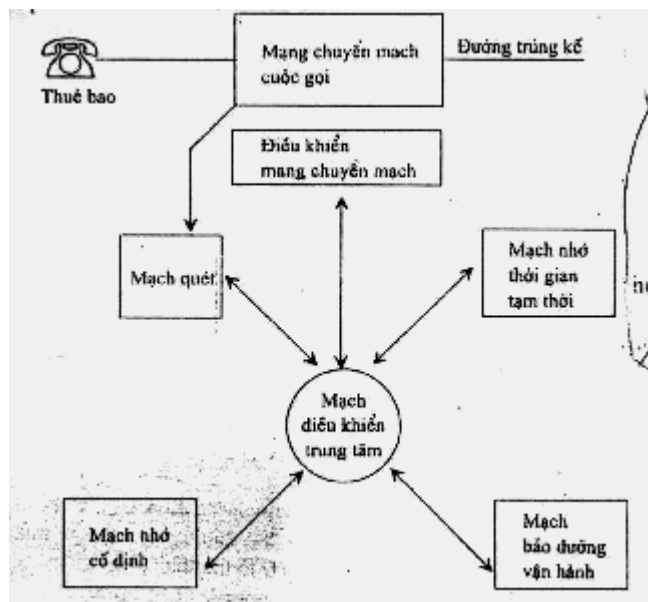 Mạng chuyển mạch
cuộc gọi
Đường trung kế
Thuê bao
Điều khiển
mạng chuyển mạch
Mạch quét
Mạch nhớ
thời gian
tạm thời
Mạch
điều khiển
trung tâm
Mạch nhớ
cố định
Mạch
bảo dưỡng
vận hành